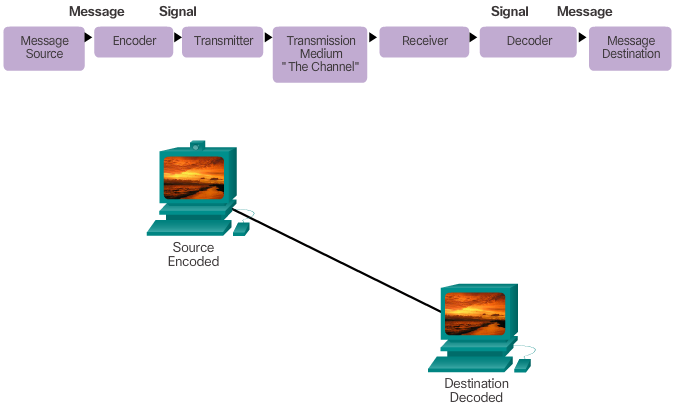 Message Signal Signal Message
Message
Source
Encoder
Transmitter
Transmission
Medium
" The Channel"
Receiver
Decoder
Message
Destination
Source
Encoded
Destination
Decoded